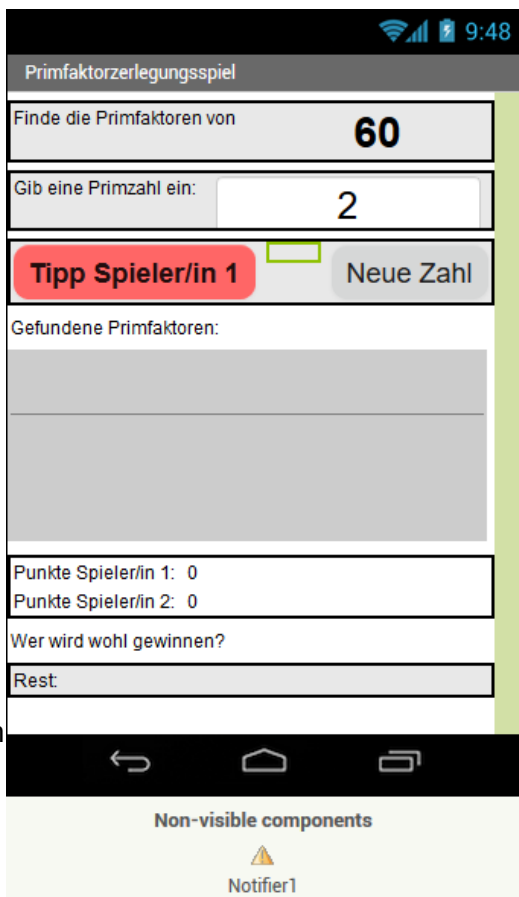 9:48
Primfaktorzerlegungsspiel
Finde die Primfaktoren von 60
Gib eine Primzahl ein: 2
Tipp Spieler/in 1 Neue Zahl
Gefundene Primfaktoren:
Punkte Spieler/in 1: 0
Punkte Spieler/in 2: 0
Wer wird wohl gewinnen?
Rest:
Non-visible components
Notifier1